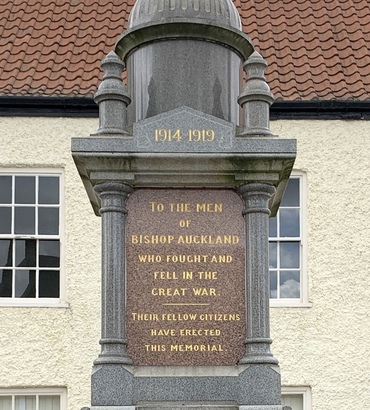 1914-1919
TO THE MEN
OF
BISHOP AUCKLAND
WHO FOUGHT AND
FELL IN THE
GREAT WAR.
THEIR FELLOW CITIZENS
HAVE ERECTED
THIS MEMORIAL